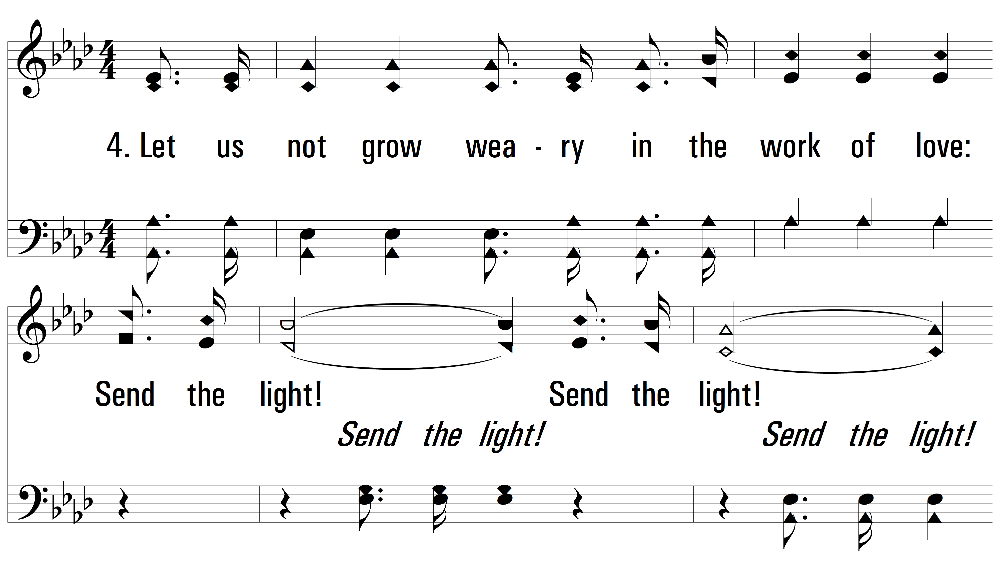 4. Let us not grow wea - ry in the work of love:
Send the light! Send the light!
Send the light! Send the light!